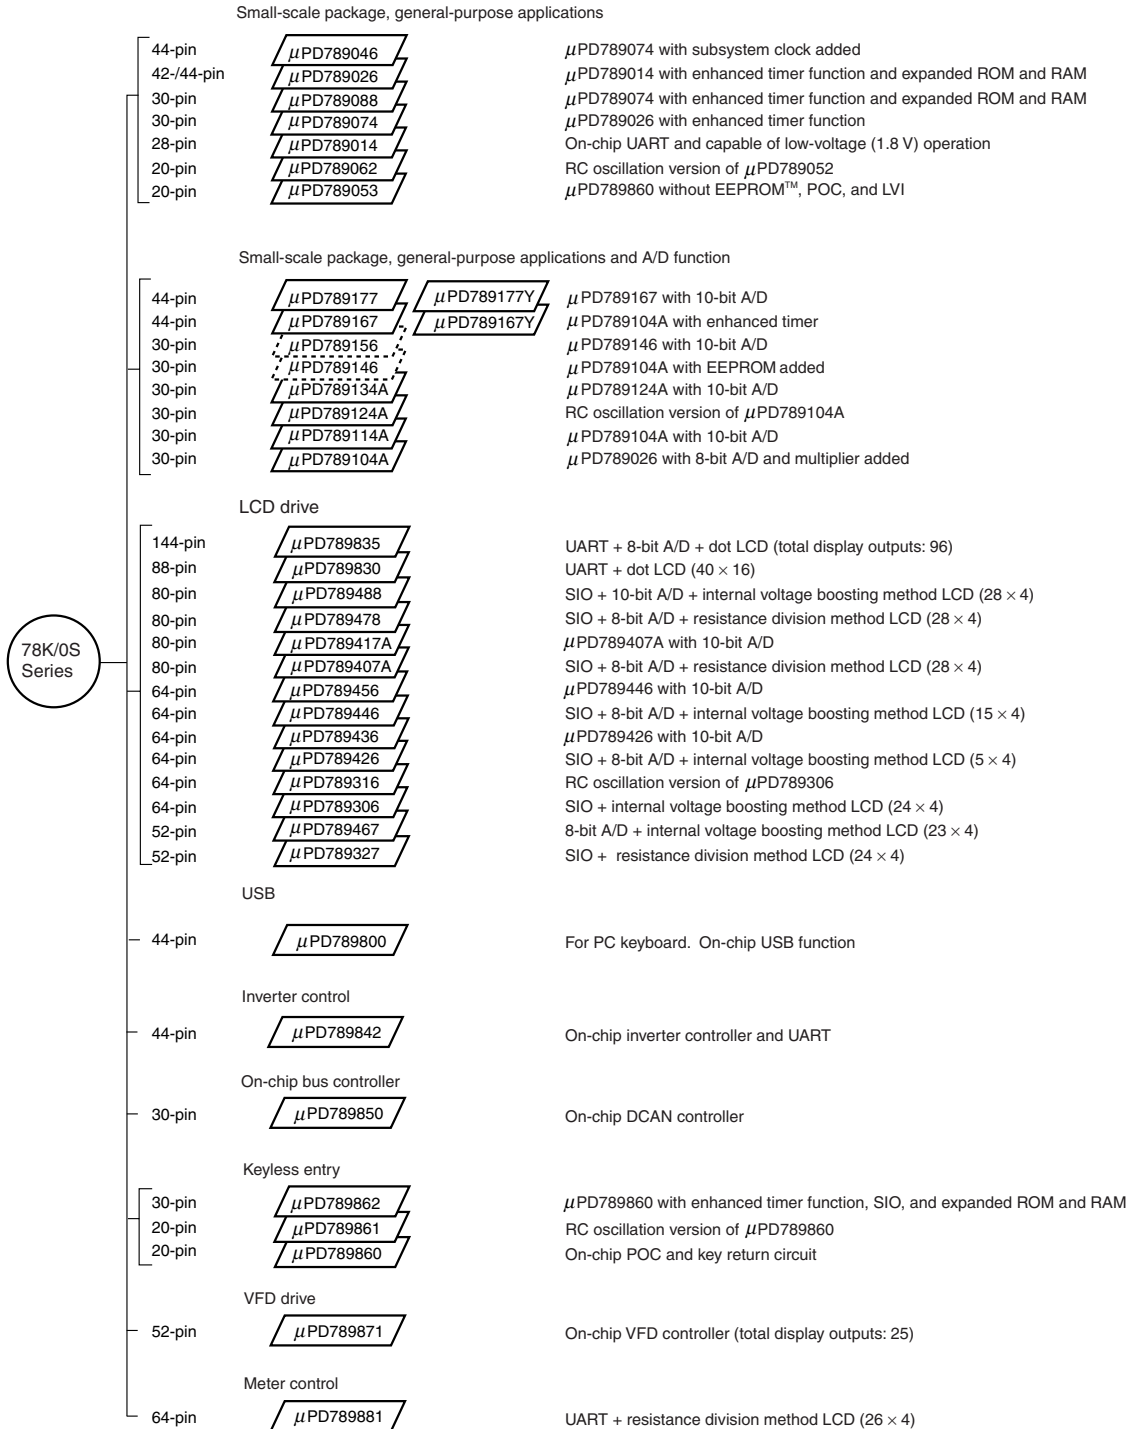 Small-scale package, general-purpose applications
44-pin μPD789046 μPD789074 with subsystem clock added
42-/44-pin μPD789026 μPD789014 with enhanced timer function and expanded ROM and RAM
30-pin μPD789088 μPD789074 with enhanced timer function and expanded ROM and RAM
30-pin μPD789074 μPD789026 with enhanced timer function
28-pin μPD789014 On-chip UART and capable of low-voltage (1.8 V) operation
20-pin μPD789062 RC oscillation version of μPD789052
20-pin μPD789053 μPD789860 without EEPROM™, POC, and LVI
Small-scale package, general-purpose applications and A/D function
44-pin μPD789177 μPD789177Y μPD789167 with 10-bit A/D
44-pin μPD789167 μPD789167Y μPD789104A with enhanced timer
30-pin μPD789156 μPD789146 with 10-bit A/D
30-pin μPD789146 μPD789104A with EEPROM added
30-pin μPD789134A μPD789124A with 10-bit A/D
30-pin μPD789124A RC oscillation version of μPD789104A
30-pin μPD789114A μPD789104A with 10-bit A/D
30-pin μPD789104A μPD789026 with 8-bit A/D and multiplier added
LCD drive
144-pin μPD789835 UART + 8-bit A/D + dot LCD (total display outputs: 96)
88-pin μPD789830 UART + dot LCD (40 × 16)
80-pin μPD789488 SIO + 10-bit A/D + internal voltage boosting method LCD (28 × 4)
80-pin μPD789478 SIO + 8-bit A/D + resistance division method LCD (28 × 4)
78K/0S Series
80-pin μPD789417A μPD789407A with 10-bit A/D
80-pin μPD789407A SIO + 8-bit A/D + resistance division method LCD (28 × 4)
64-pin μPD789456 μPD789446 with 10-bit A/D
64-pin μPD789446 SIO + 8-bit A/D + internal voltage boosting method LCD (15 × 4)
64-pin μPD789436 μPD789426 with 10-bit A/D
64-pin μPD789426 SIO + 8-bit A/D + internal voltage boosting method LCD (5 × 4)
64-pin μPD789316 RC oscillation version of μPD789306
64-pin μPD789306 SIO + internal voltage boosting method LCD (24 × 4)
52-pin μPD789467 8-bit A/D + internal voltage boosting method LCD (23 × 4)
52-pin μPD789327 SIO + resistance division method LCD (24 × 4)
USB
44-pin μPD789800 For PC keyboard. On-chip USB function
Inverter control
44-pin μPD789842 On-chip inverter controller and UART
On-chip bus controller
30-pin μPD789850 On-chip DCAN controller
Keyless entry
30-pin μPD789862 μPD789860 with enhanced timer function, SIO, and expanded ROM and RAM
20-pin μPD789861 RC oscillation version of μPD789860
20-pin μPD789860 On-chip POC and key return circuit
VFD drive
52-pin μPD789871 On-chip VFD controller (total display outputs: 25)
Meter control
64-pin μPD789881 UART + resistance division method LCD (26 × 4)